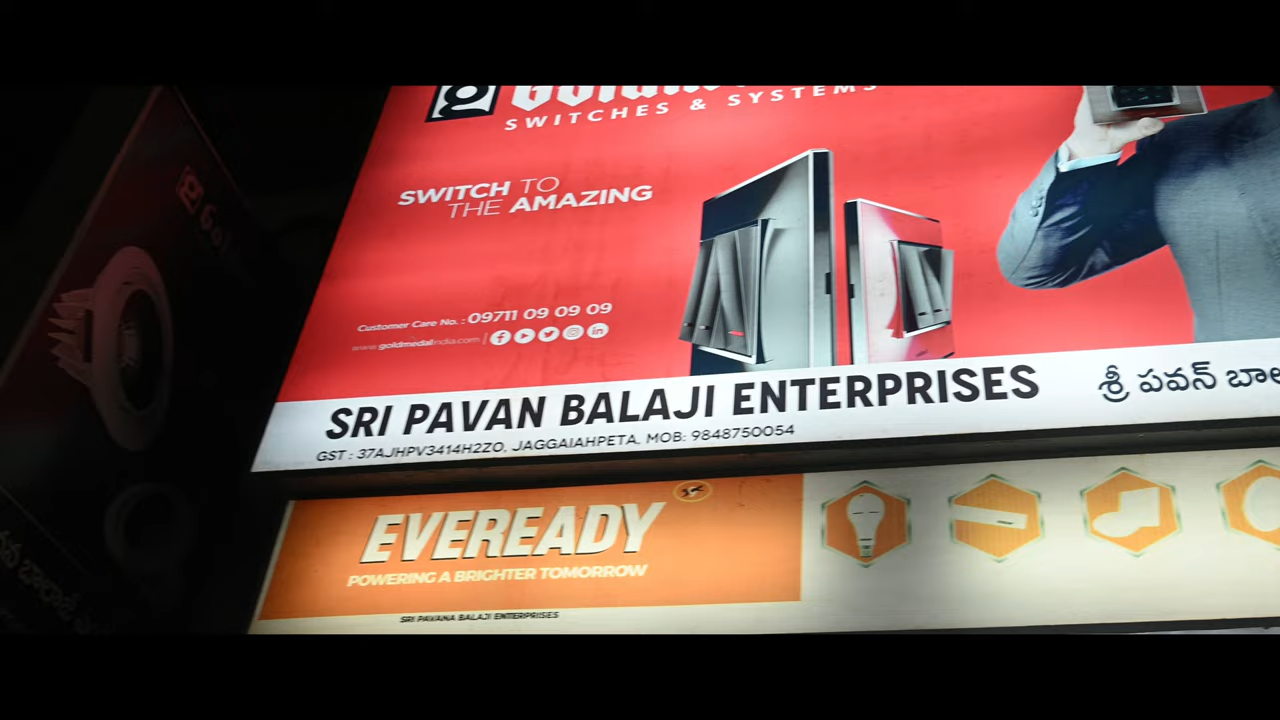 g
SWITCHES & SYSTEMS
SWITCH TO
THE AMAZING
Customer Care No. : 09711 09 09 09
www.goldmedalindia.com
SRI PAVAN BALAJI ENTERPRISES
శ్రీ పవన్
GST : 37AJHPV3414H2ZO, JAGGAIAHPETA, MOB: 9848750054
EVEREADY
POWERING A BRIGHTER TOMORROW
SRI PAVANA BALAJI ENTERPRISES